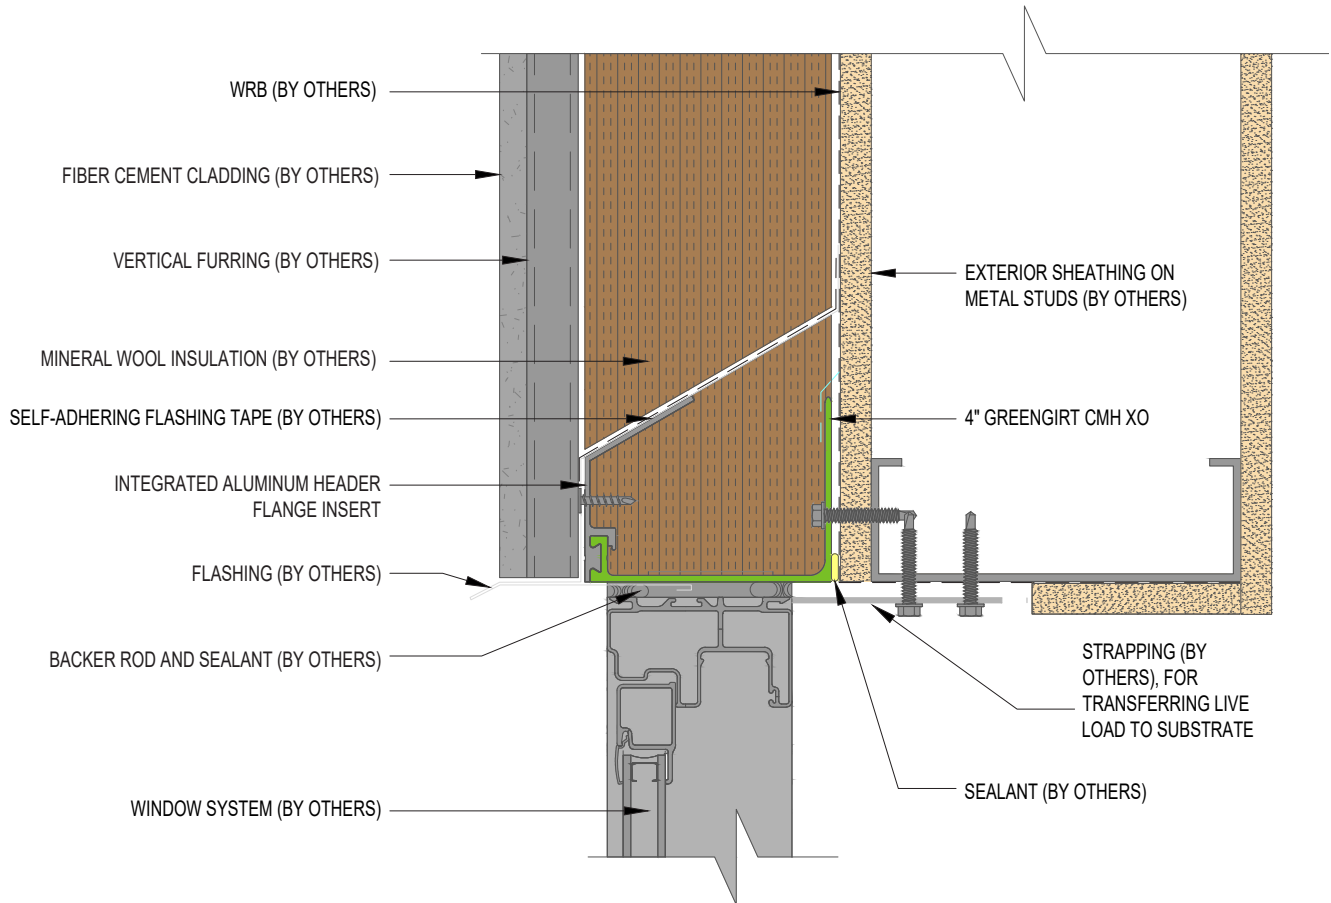 WRB (BY OTHERS)
FIBER CEMENT CLADDING (BY OTHERS)
VERTICAL FURRING (BY OTHERS)
MINERAL WOOL INSULATION (BY OTHERS)
SELF-ADHERING FLASHING TAPE (BY OTHERS)
INTEGRATED ALUMINUM HEADER
FLANGE INSERT
FLASHING (BY OTHERS)
BACKER ROD AND SEALANT (BY OTHERS)
WINDOW SYSTEM (BY OTHERS)
EXTERIOR SHEATHING ON
METAL STUDS (BY OTHERS)
4" GREENGIRT CMH XO
STRAPPING (BY
OTHERS), FOR
TRANSFERRING LIVE
LOAD TO SUBSTRATE
SEALANT (BY OTHERS)